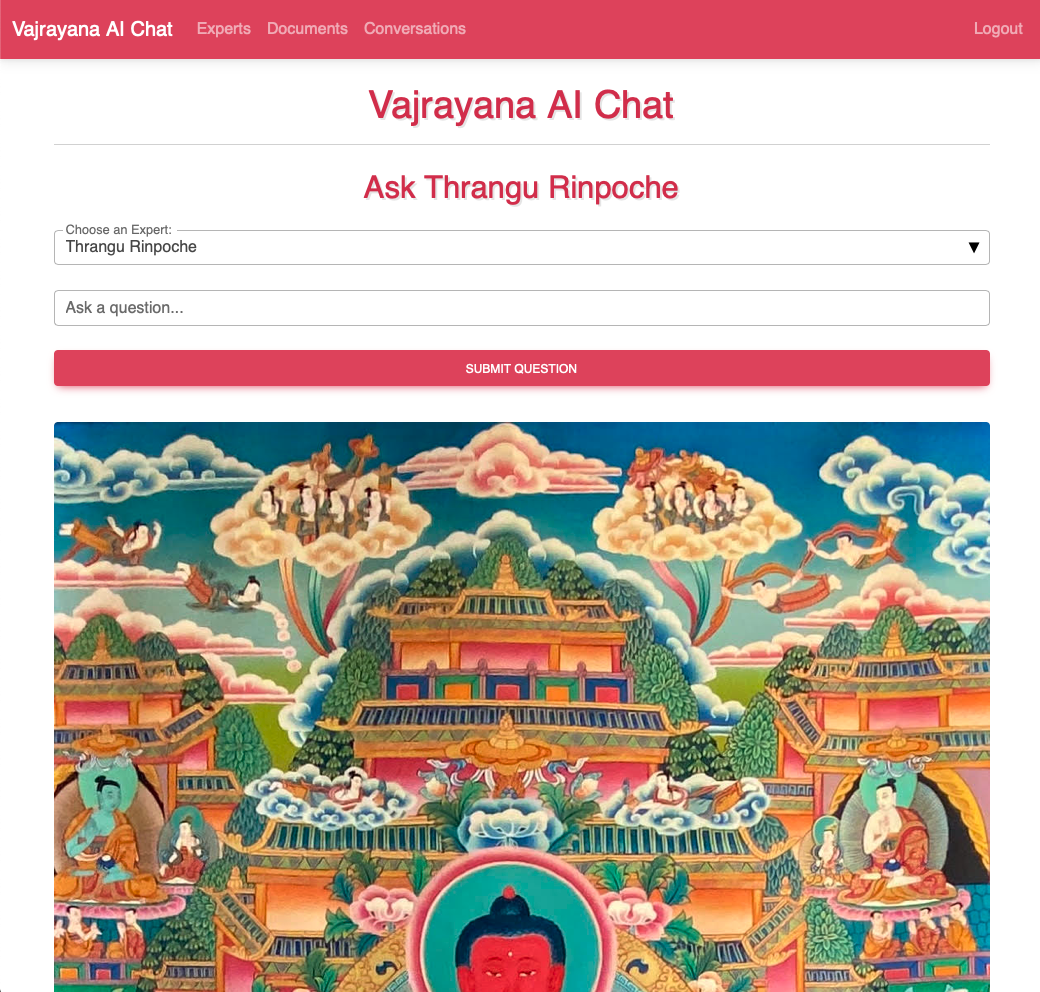 Vajrayana AI Chat Experts Documents Conversations Logout
Vajrayana AI Chat
Ask Thrangu Rinpoche
Choose an Expert:
Thrangu Rinpoche ▼
Ask a question...
SUBMIT QUESTION